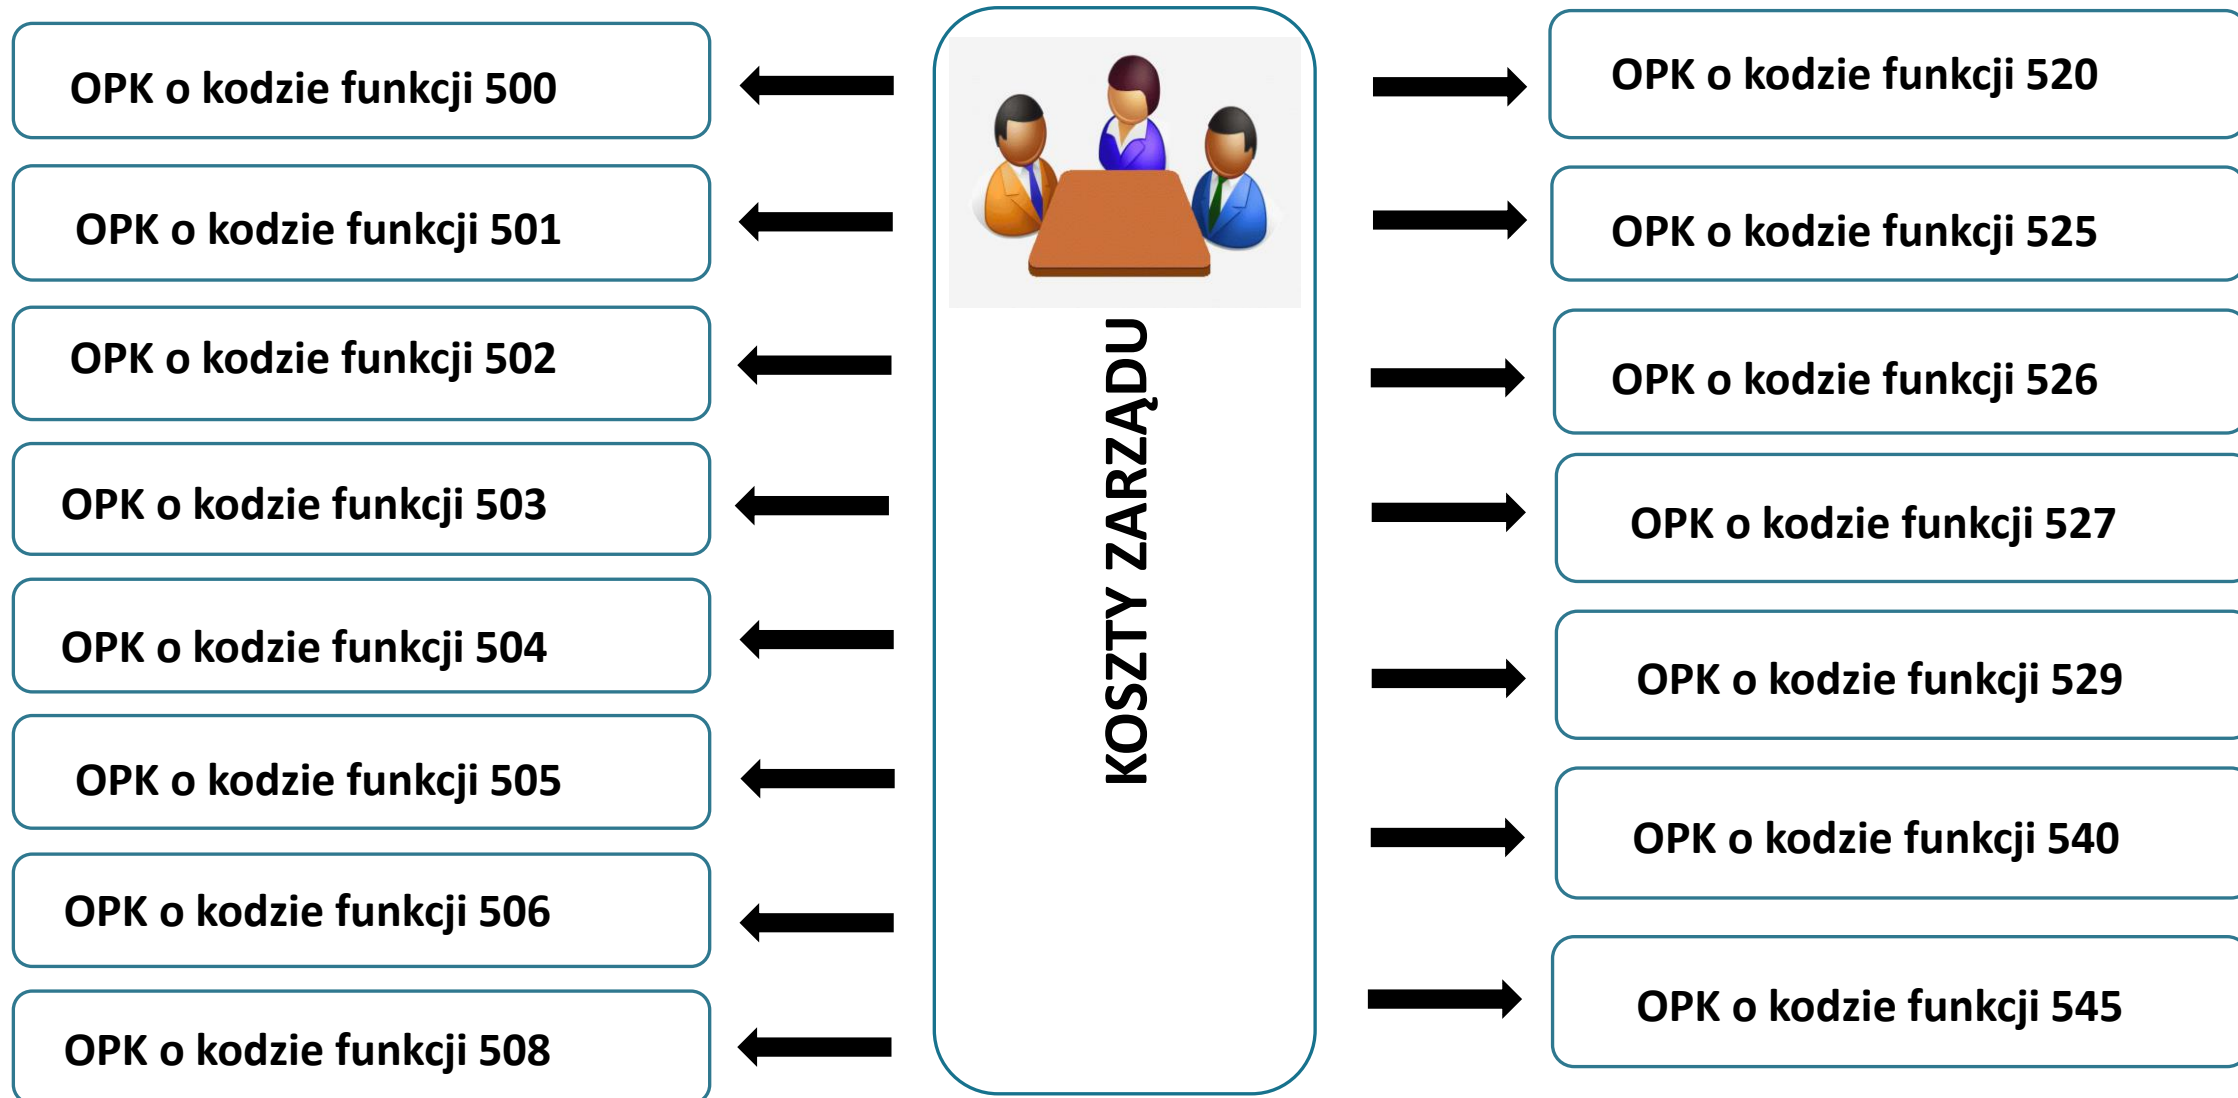 OPK o kodzie funkcji 500
OPK o kodzie funkcji 501
OPK o kodzie funkcji 502
OPK o kodzie funkcji 503
OPK o kodzie funkcji 504
OPK o kodzie funkcji 505
OPK o kodzie funkcji 506
OPK o kodzie funkcji 508
KOSZTY ZARZĄDU
OPK o kodzie funkcji 520
OPK o kodzie funkcji 525
OPK o kodzie funkcji 526
OPK o kodzie funkcji 527
OPK o kodzie funkcji 529
OPK o kodzie funkcji 540
OPK o kodzie funkcji 545